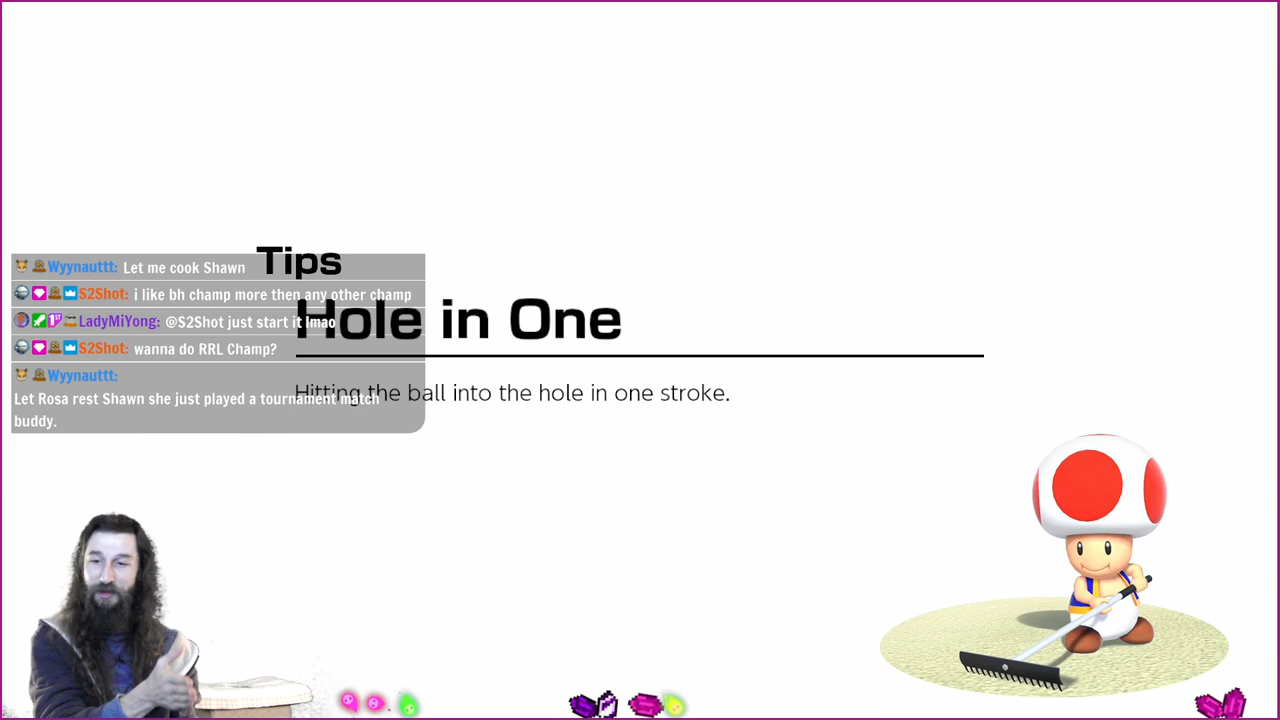 Tips
Hole in One
Hitting the ball into the hole in one stroke.
Wyynauttt: Let me cook Shawn
S2Shot: i like bh champ more then any other champ
1ST LadyMiYong: @S2Shot just start it lmao
S2Shot: wanna do RRL Champ?
Wyynauttt:
Let Rosa rest Shawn she just played a tournament match
buddy.